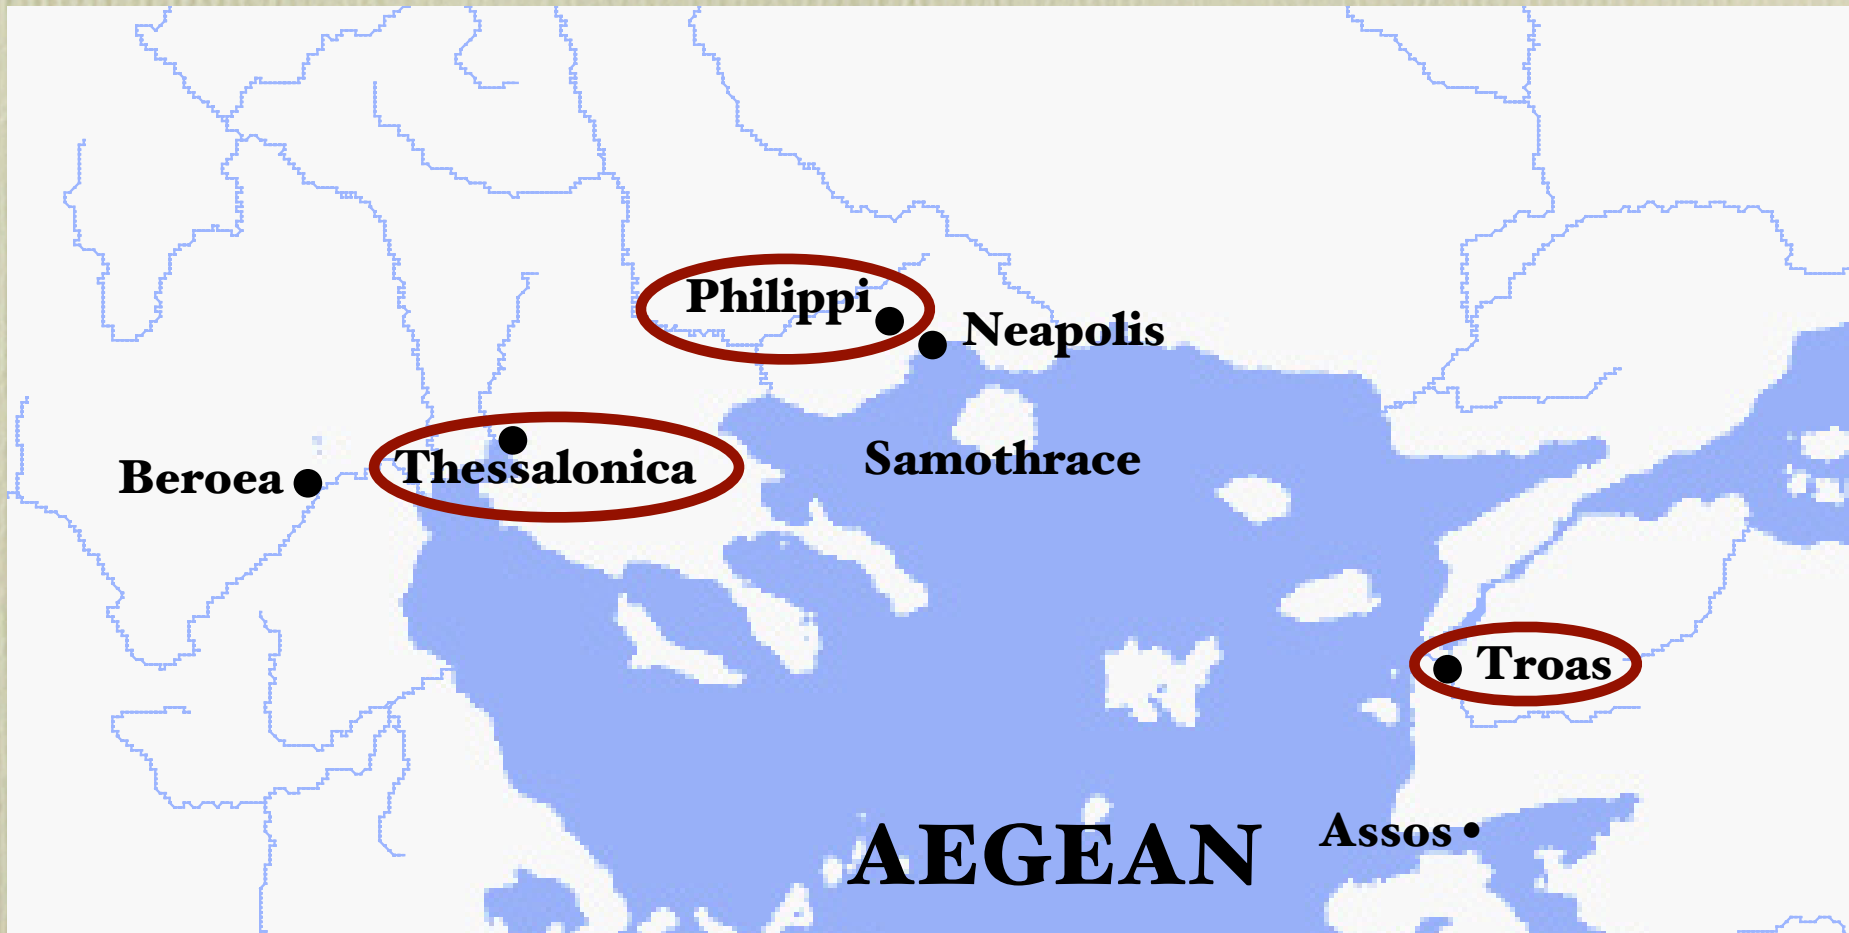 Philippi
Neapolis
Samothrace
Thessalonica
Beroea
Troas
Assos
AEGEAN